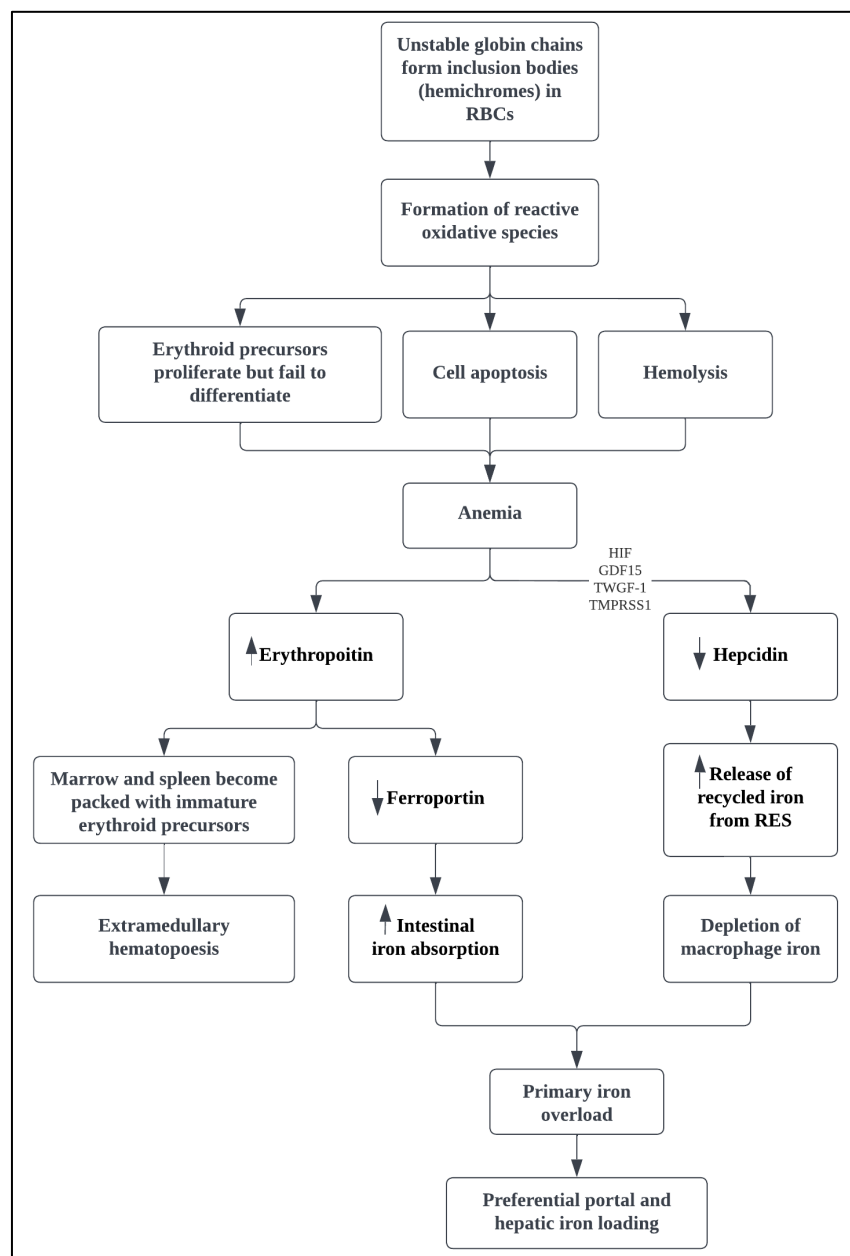 Unstable globin chains
form inclusion bodies
(hemichromes) in
RBCs
Formation of reactive
oxidative species
Erythroid precursors
proliferate but fail to
differentiate
Cell apoptosis
Hemolysis
Anemia
HIF
GDF15
TWGF-1
TMPRSS1
Erythropoitin
Hepcidin
Marrow and spleen become
packed with immature
erythroid precursors
Ferroportin
Release of
recycled iron
from RES
Extramedullary
hematopoesis
Intestinal
iron absorption
Depletion of
macrophage iron
Primary iron
overload
Preferential portal and
hepatic iron loading